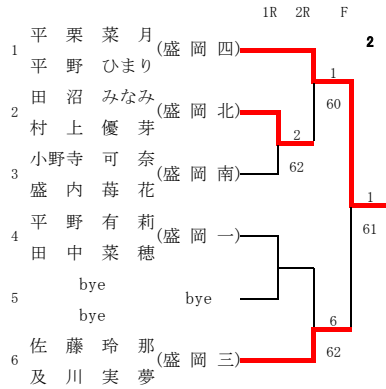 1R 2R F
2
1 平栗菜月 (盛岡四)
平野ひまり
1
60
2 田沼みなみ (盛岡北)
村上優芽
2
62
3 小野寺可奈 (盛岡南)
盛内苺花
1
61
4 平野有莉 (盛岡一)
田中菜穂
5 bye bye
bye
6
62
6 佐藤玲那 (盛岡三)
及川実夢